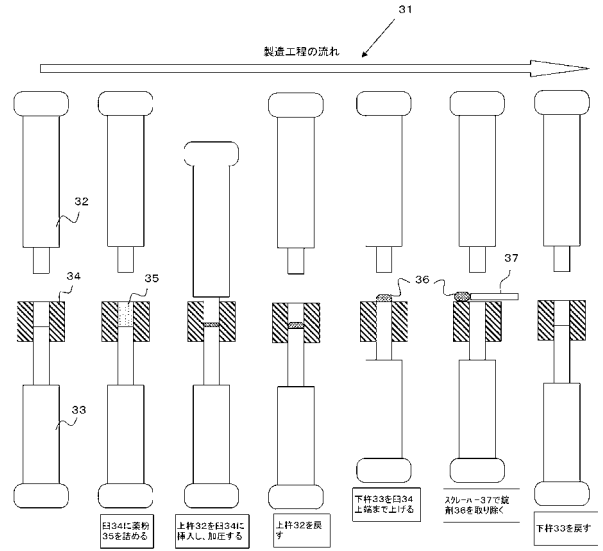 31
製造工程の流れ
32
34
35
36
37
33
臼34に薬粉
35を詰める
上杵32を臼34に
挿入し、加圧する
上杵32を戻
す
下杵33を臼34
上端まで上げる
スクレーパー37で錠
剤36を取り除く
下杵33を戻す